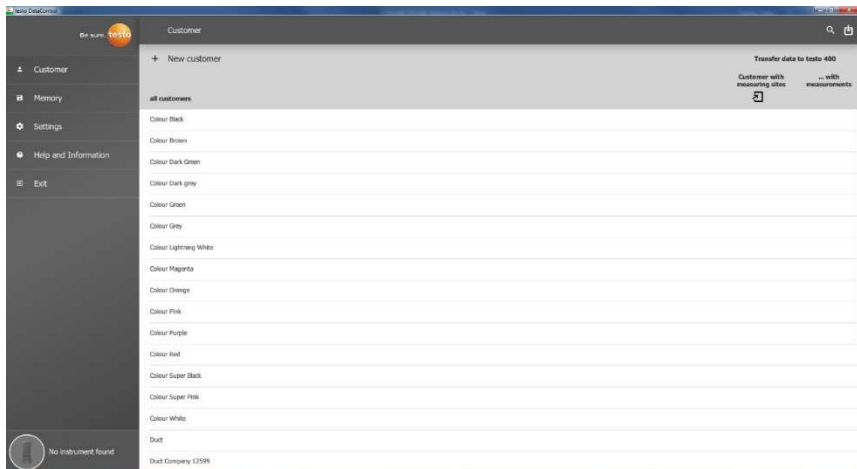 testo DataControl
Be sure. testo
Customer
Memory
Settings
Help and Information
Exit
No instrument found
Customer
+ New customer
Transfer data to testo 400
Customer with
measuring sites
... with
measurements
all customers
Colour Black
Colour Brown
Colour Dark Green
Colour Dark grey
Colour Green
Colour Grey
Colour Lightning White
Colour Magenta
Colour Orange
Colour Pink
Colour Purple
Colour Red
Colour Super Black
Colour Super Pink
Colour White
Duct
Duct Company 12599